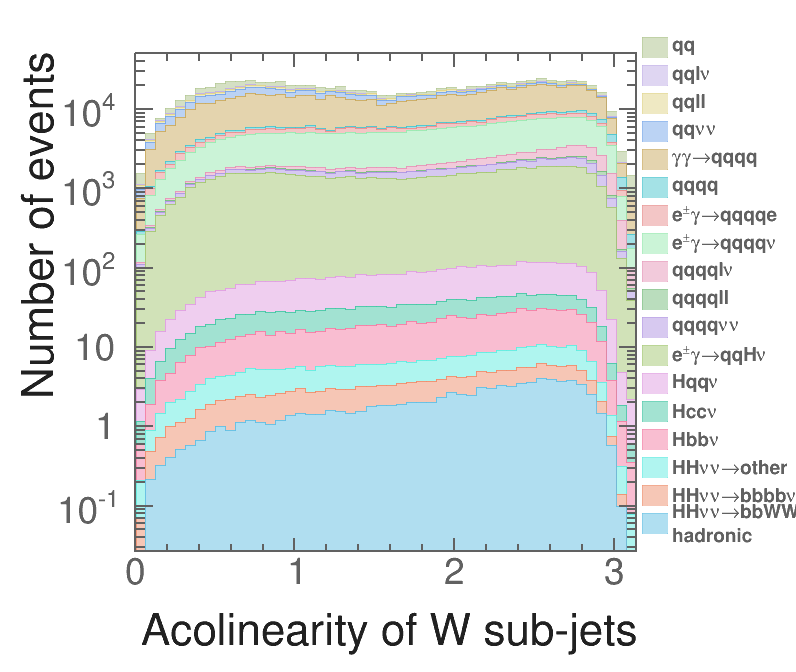 Number of events
10⁴
10³
10²
10
1
10⁻¹
0 1 2 3
Acolinearity of W sub-jets
qq
qqlν
qqll
qqνν
γγ→qqqq
qqqq
e±γ→qqqqe
e±γ→qqqqν
qqqqlν
qqqqll
qqqqνν
e±γ→qqHν
Hqqν
Hccν
Hbbν
HHνν→other
HHνν→bbbbν
HHνν→bbWW
hadronic